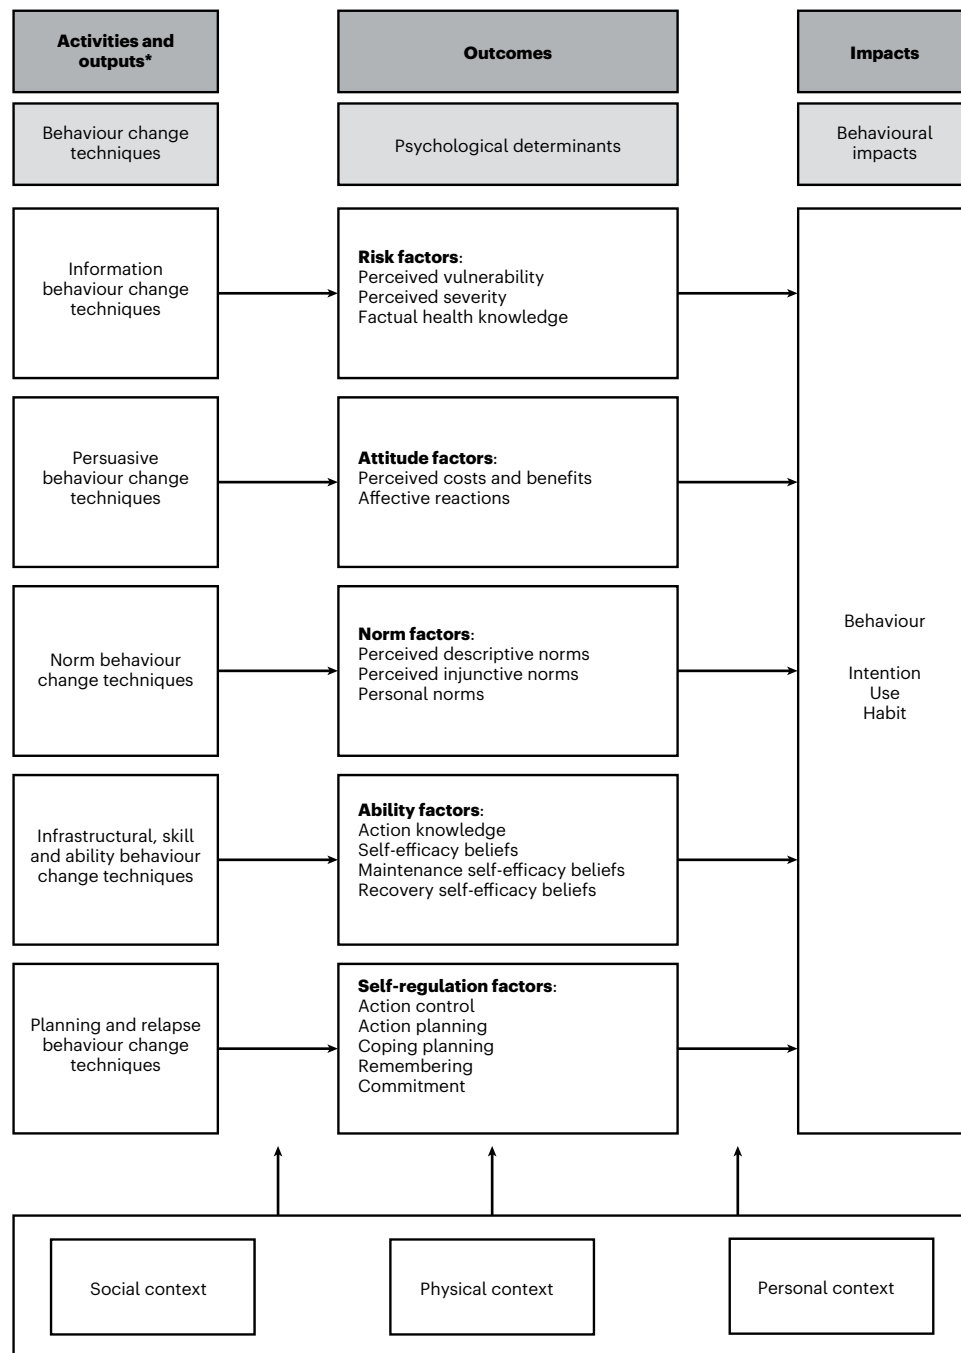 Activities and
outputs*
Outcomes
Impacts
Behaviour change
techniques
Psychological determinants
Behavioural
impacts
Information
behaviour change
techniques
Risk factors:
Perceived vulnerability
Perceived severity
Factual health knowledge
Persuasive
behaviour change
techniques
Attitude factors:
Perceived costs and benefits
Affective reactions
Norm behaviour
change techniques
Norm factors:
Perceived descriptive norms
Perceived injunctive norms
Personal norms
Infrastructural, skill
and ability behaviour
change techniques
Ability factors:
Action knowledge
Self-efficacy beliefs
Maintenance self-efficacy beliefs
Recovery self-efficacy beliefs
Planning and relapse
behaviour change
techniques
Self-regulation factors:
Action control
Action planning
Coping planning
Remembering
Commitment
Behaviour
Intention
Use
Habit
Social context
Physical context
Personal context